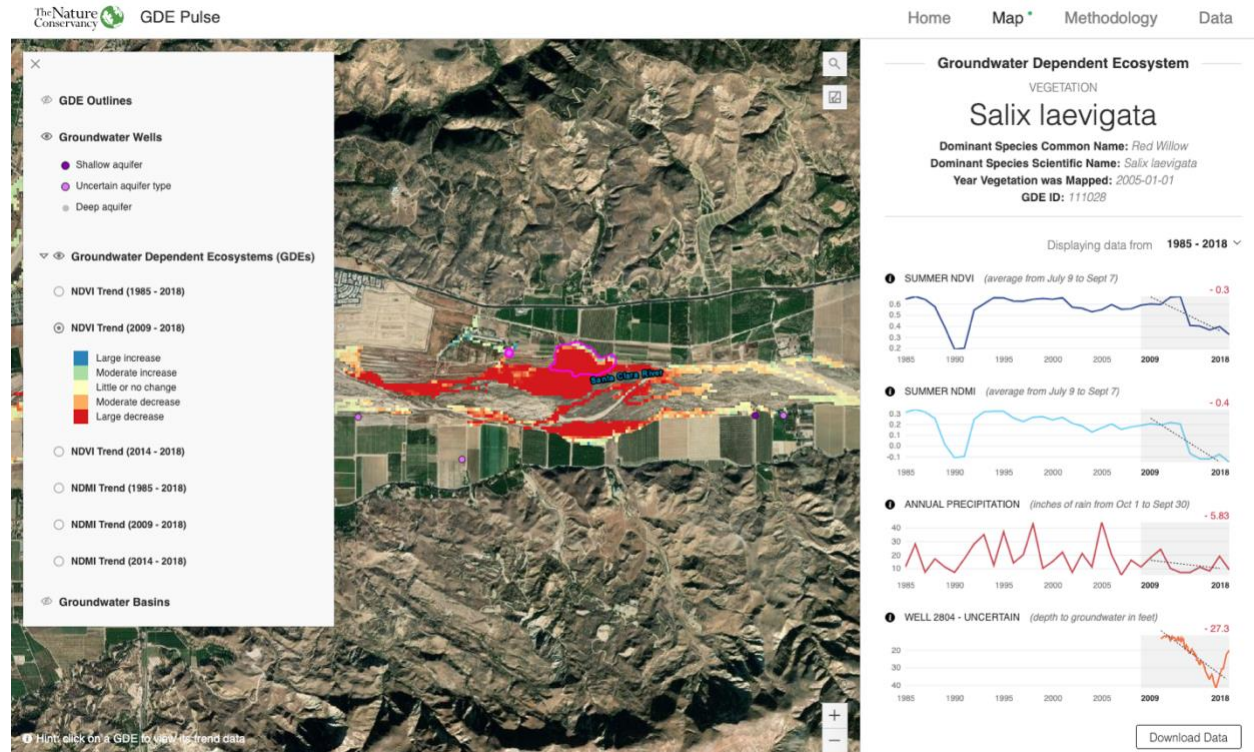 The Nature Conservancy
GDE Pulse
Home Map Methodology Data
GDE Outlines
Groundwater Wells
Shallow aquifer
Uncertain aquifer type
Deep aquifer
Groundwater Dependent Ecosystems (GDEs)
NDVI Trend (1985 - 2018)
NDVI Trend (2009 - 2018)
Large increase
Moderate increase
Little or no change
Moderate decrease
Large decrease
NDVI Trend (2014 - 2018)
NDMI Trend (1985 - 2018)
NDMI Trend (2009 - 2018)
NDMI Trend (2014 - 2018)
Groundwater Basins
Hint: click on a GDE to view its trend data
Santa Clara River
Groundwater Dependent Ecosystem
VEGETATION
Salix laevigata
Dominant Species Common Name: Red Willow
Dominant Species Scientific Name: Salix laevigata
Year Vegetation was Mapped: 2005-01-01
GDE ID: 111028
Displaying data from 1985 - 2018
SUMMER NDVI (average from July 9 to Sept 7)
- 0.3
0.6
0.5
0.4
0.3
0.2
1985 1990 1995 2000 2005 2009 2018
SUMMER NDMI (average from July 9 to Sept 7)
- 0.4
0.3
0.2
0.1
0.0
-0.1
1985 1990 1995 2000 2005 2009 2018
ANNUAL PRECIPITATION (inches of rain from Oct 1 to Sept 30)
- 5.83
40
30
20
10
1985 1990 1995 2000 2005 2009 2018
WELL 2804 - UNCERTAIN (depth to groundwater in feet)
- 27.3
20
30
40
1985 1990 1995 2000 2005 2009 2018
Download Data